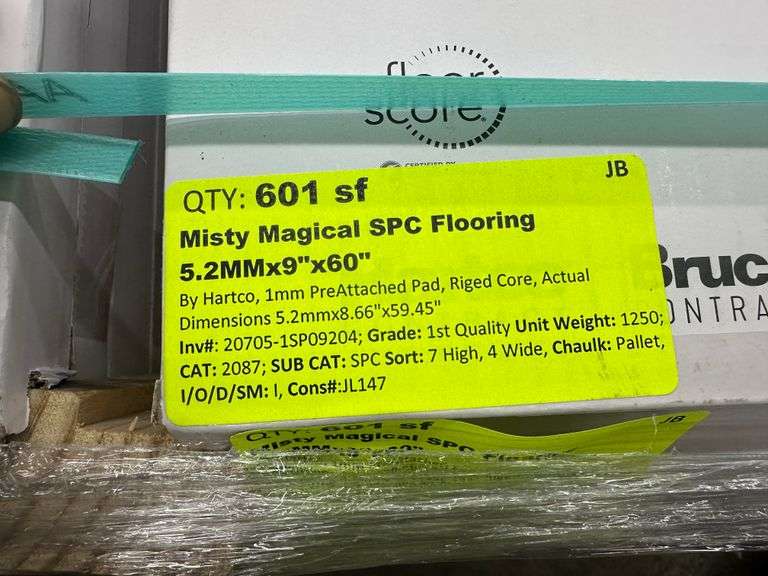 floor
score®
CERTIFIED BY
QTY: 601 sf
JB
Misty Magical SPC Flooring
5.2MMx9"x60"
By Hartco, 1mm PreAttached Pad, Riged Core, Actual
Dimensions 5.2mmx8.66"x59.45"
Inv#: 20705-1SP09204; Grade: 1st Quality Unit Weight: 1250;
CAT: 2087; SUB CAT: SPC Sort: 7 High, 4 Wide, Chaulk: Pallet,
I/O/D/SM: I, Cons#:JL147
Bruc
ONTRA
QTY: 601 sf
JB
Misty Magical SPC Floori